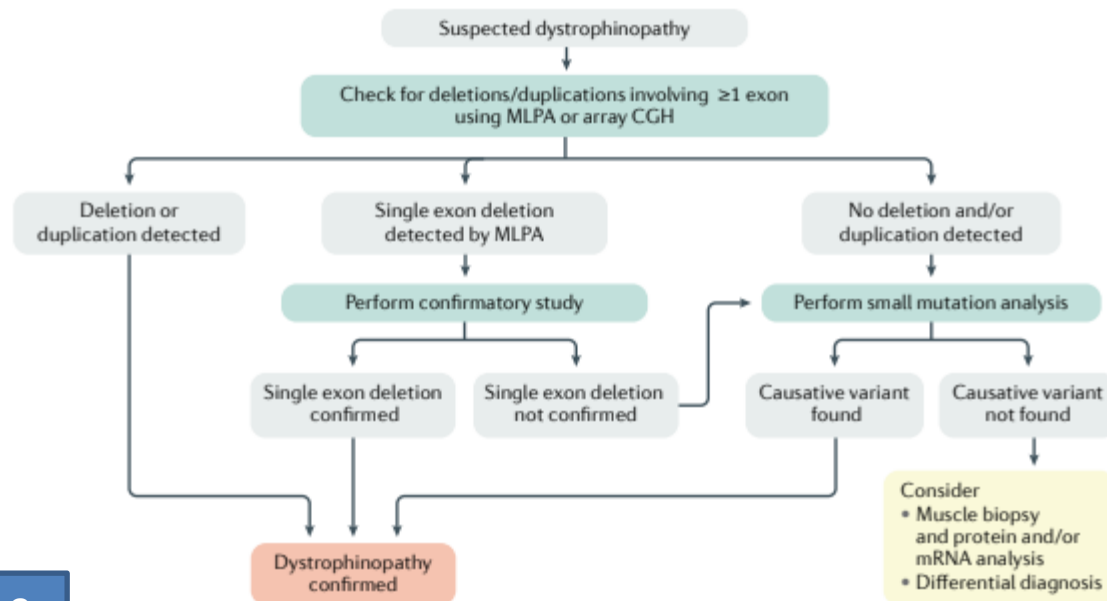 Suspected dystrophinopathy
Check for deletions/duplications involving ≥1 exon
using MLPA or array CGH
Deletion or
duplication detected
Single exon deletion
detected by MLPA
No deletion and/or
duplication detected
Perform confirmatory study
Perform small mutation analysis
Single exon deletion
confirmed
Single exon deletion
not confirmed
Causative variant
found
Causative variant
not found
Consider
• Muscle biopsy
and protein and/or
mRNA analysis
• Differential diagnosis
Dystrophinopathy
confirmed